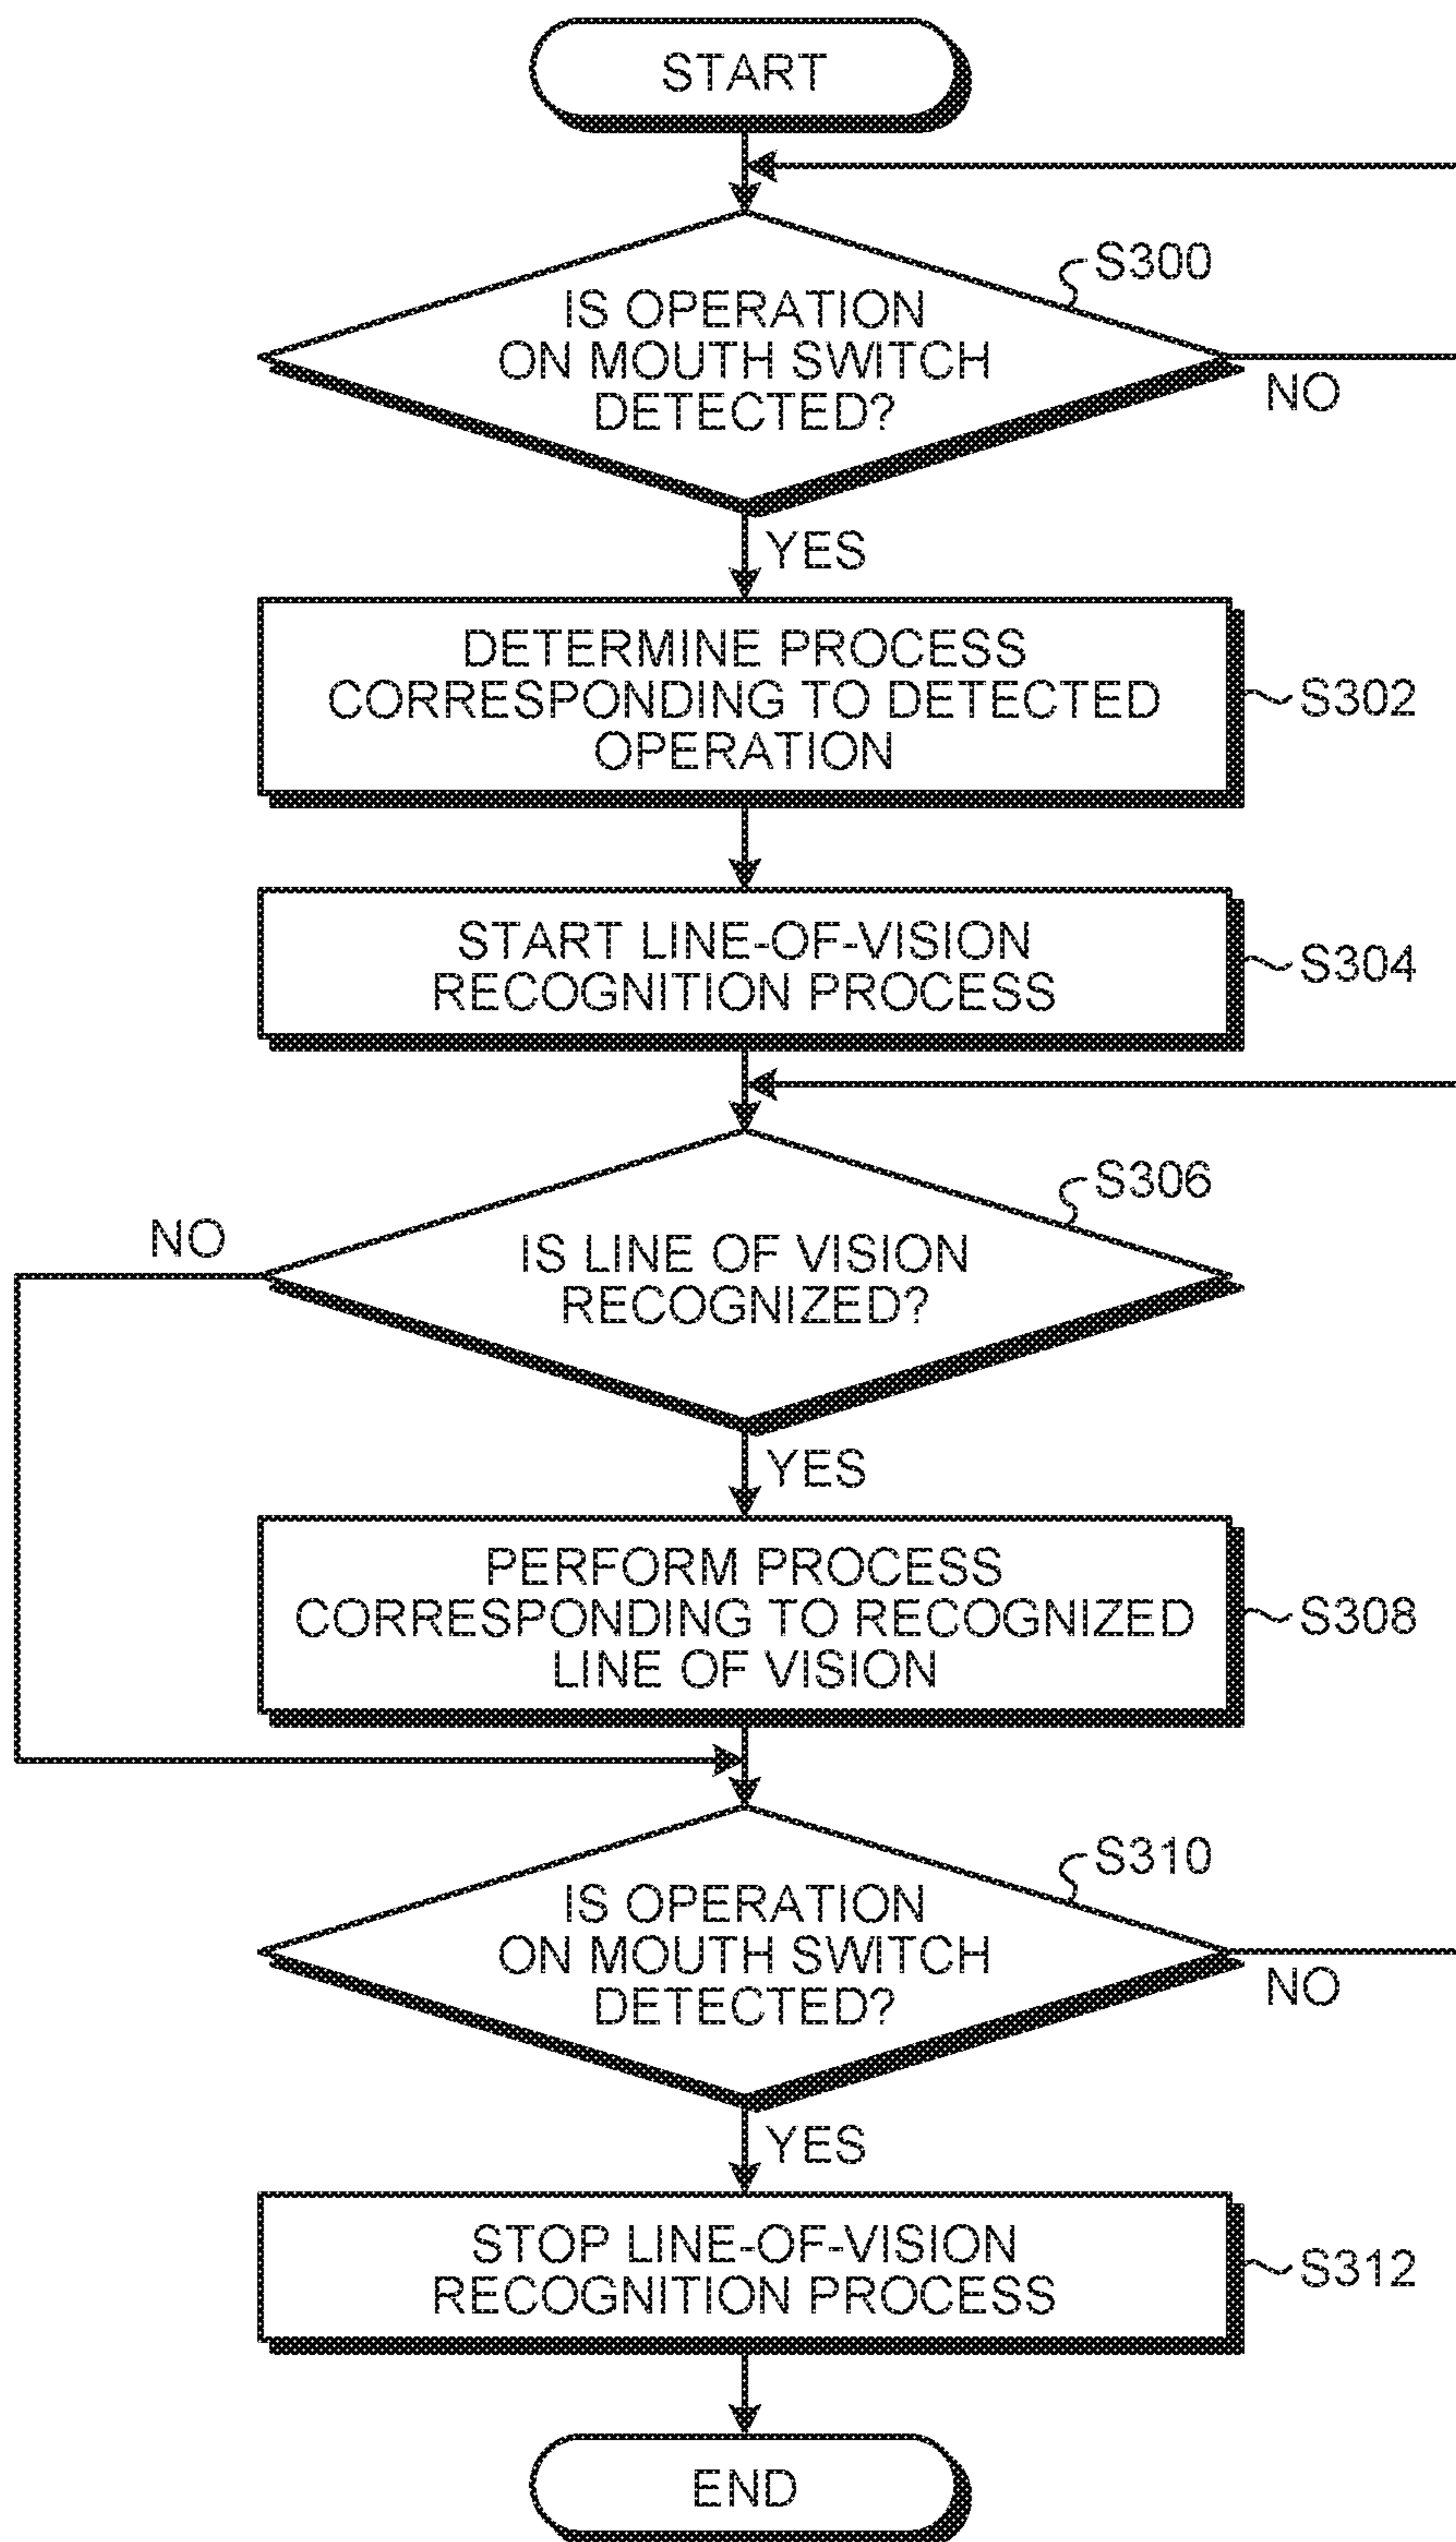 START
S300
IS OPERATION
ON MOUTH SWITCH
DETECTED?
NO
YES
DETERMINE PROCESS
CORRESPONDING TO DETECTED
OPERATION
S302
START LINE-OF-VISION
RECOGNITION PROCESS
S304
S306
NO
IS LINE OF VISION
RECOGNIZED?
YES
PERFORM PROCESS
CORRESPONDING TO RECOGNIZED
LINE OF VISION
S308
S310
IS OPERATION
ON MOUTH SWITCH
DETECTED?
NO
YES
STOP LINE-OF-VISION
RECOGNITION PROCESS
S312
END